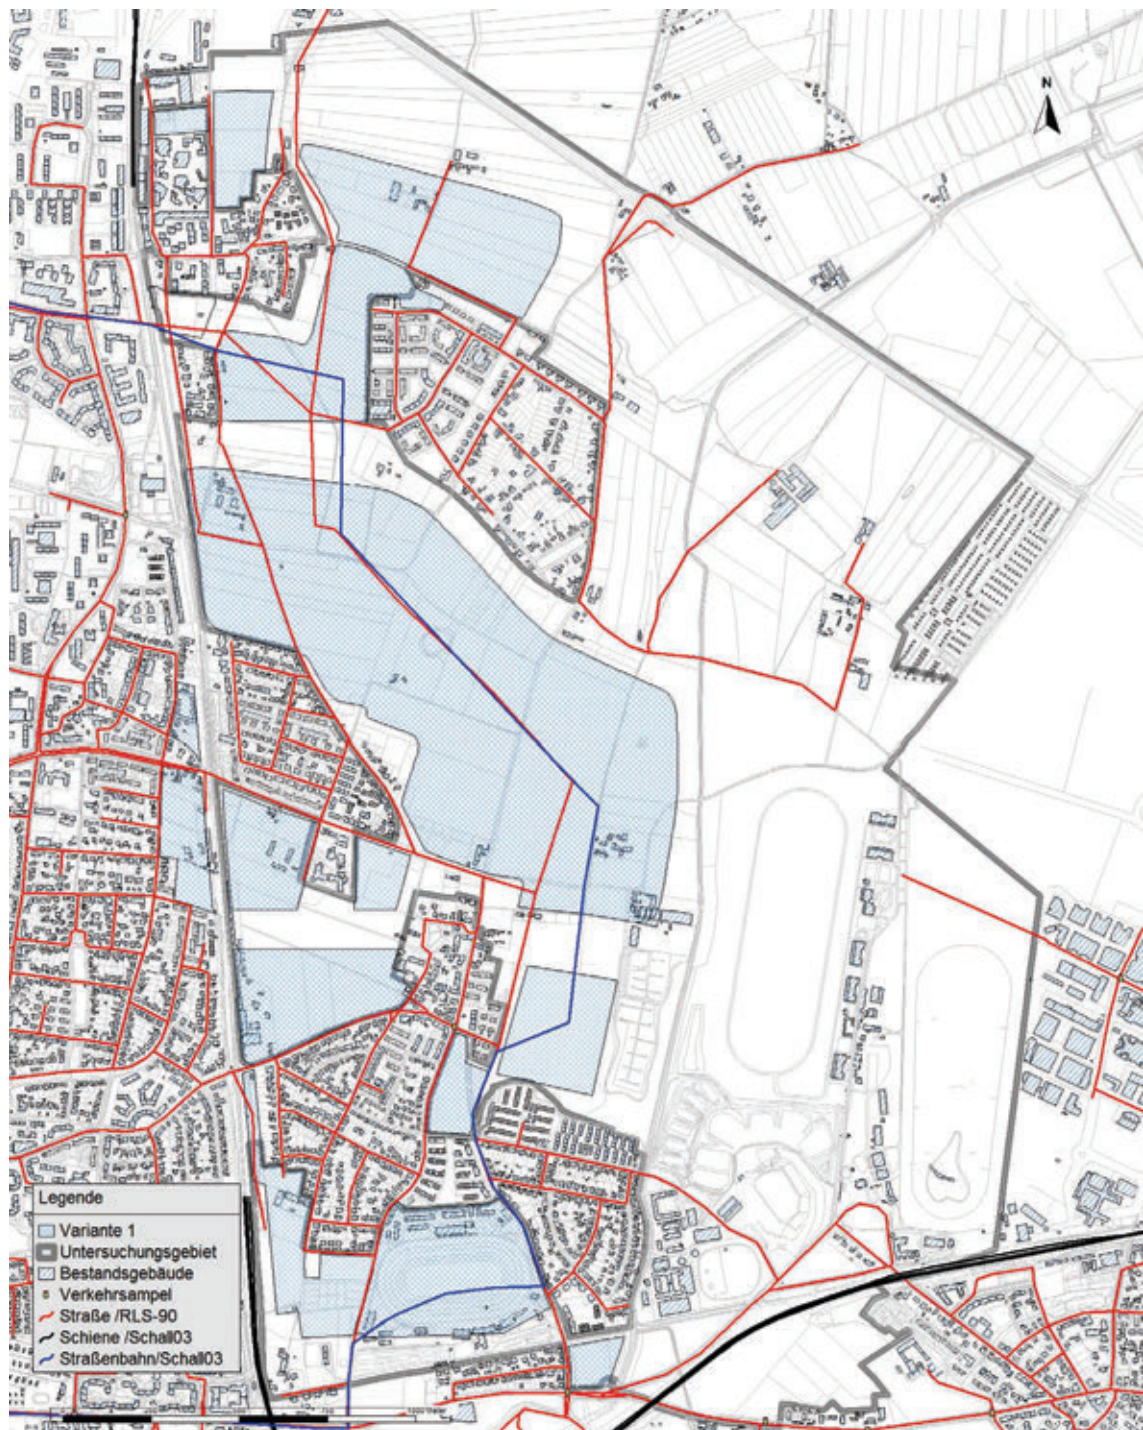 N
Legende
Variante 1
Untersuchungsgebiet
Bestandsgebäude
Verkehrsampel
Straße /RLS-90
Schiene /Schall03
Straßenbahn/Schall03